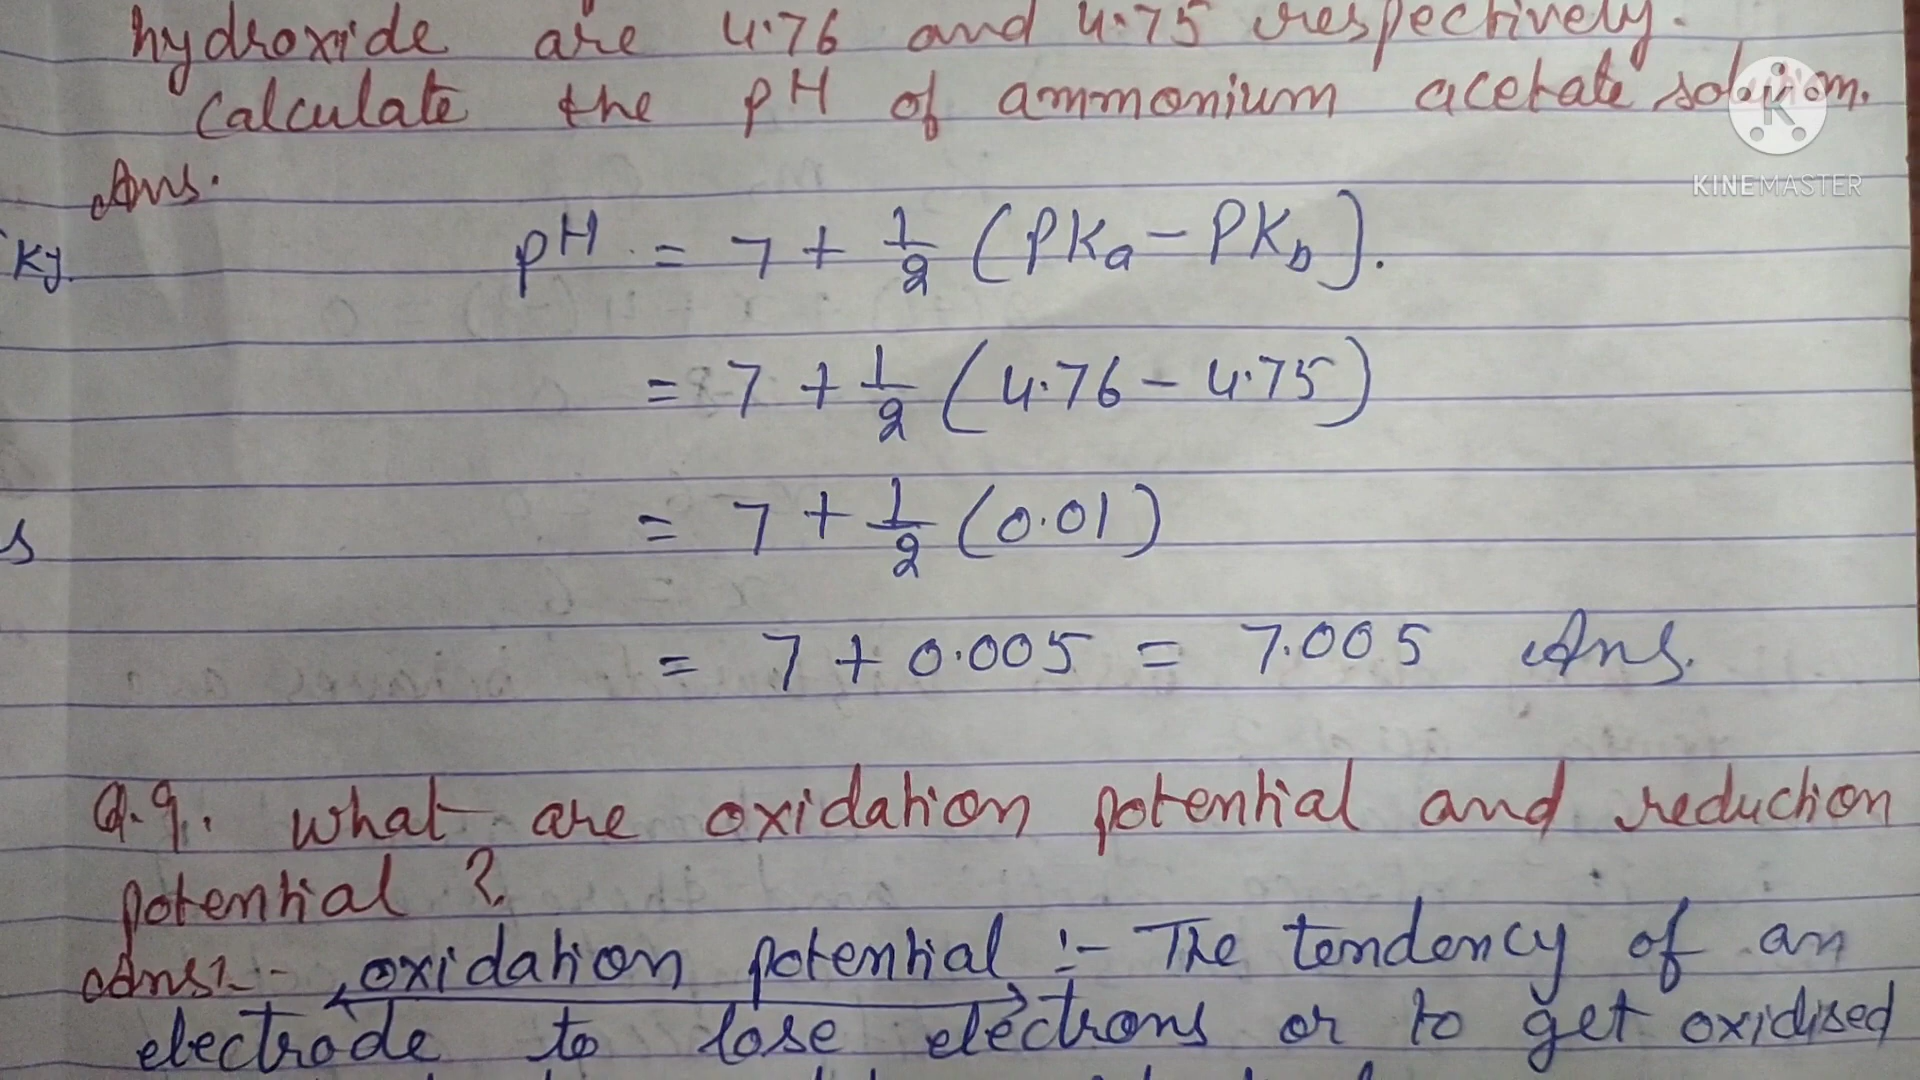 hydroxide are 4.76 and 4.75 respectively.
Calculate the pH of ammonium acetate solution.
KINEMASTER
Ans.
Kg.
pH = 7 + 1/2 (PKa - PKb).
= 7 + 1/2 (4.76 - 4.75)
= 7 + 1/2 (0.01)
s
= 7 + 0.005 = 7.005 Ans.
Q.9. What are oxidation potential and reduction
potential ?
Ans:- oxidation potential :- The tendency of an
electrode to lose electrons or to get oxidised